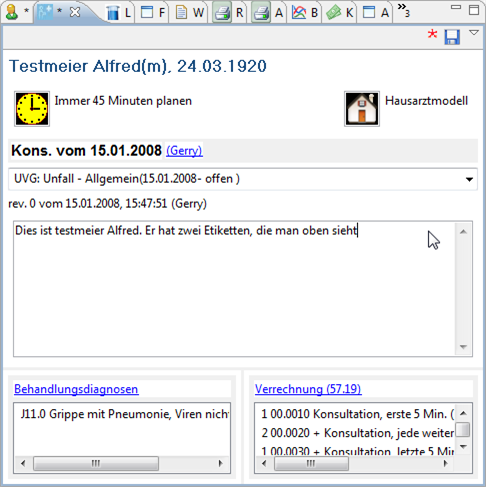 * * L F R A B K A »3
Testmeier Alfred(m), 24.03.1920
Immer 45 Minuten planen
Hausarztmodell
Kons. vom 15.01.2008 (Gerry)
UVG: Unfall - Allgemein(15.01.2008- offen )
rev. 0 vom 15.01.2008, 15:47:51 (Gerry)
Dies ist testmeier Alfred. Er hat zwei Etiketten, die man oben sieht
Behandlungsdiagnosen
J11.0 Grippe mit Pneumonie, Viren nich
Verrechnung (57.19)
1 00.0010 Konsultation, erste 5 Min. (
2 00.0020 + Konsultation, jede weiter
1 00.0030 + Konsultation, letzte 5 Min